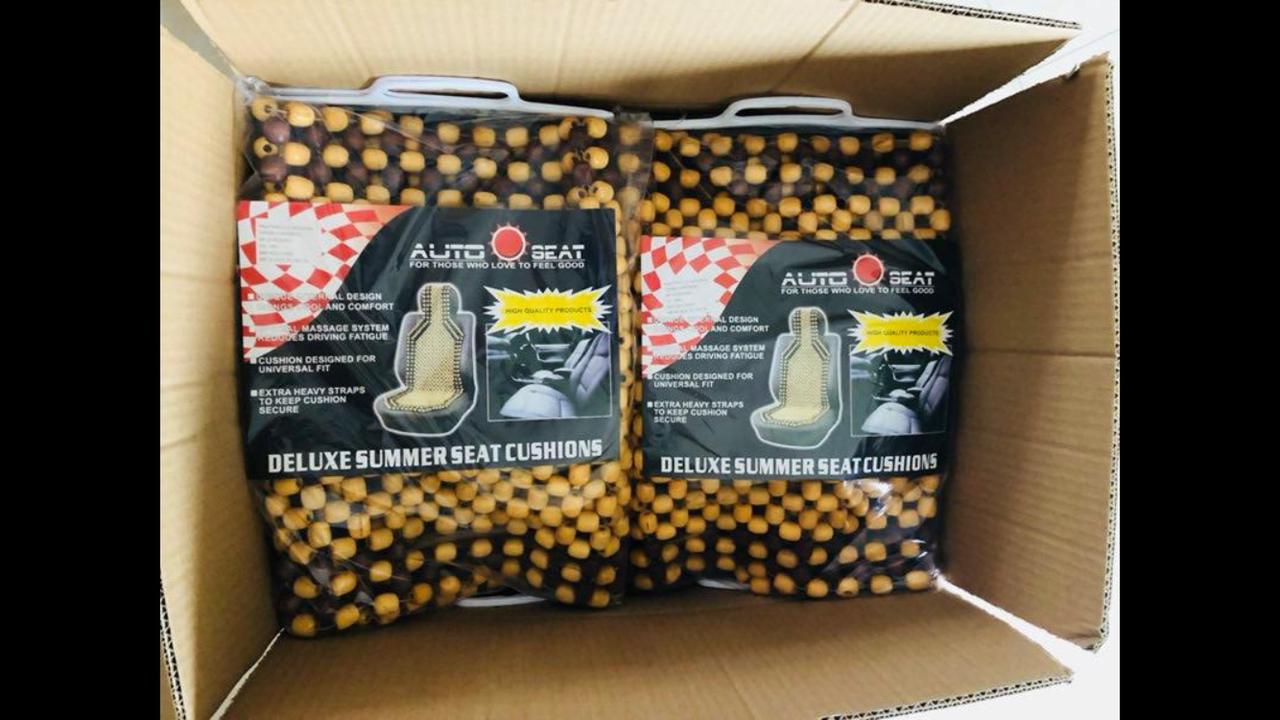 AUTO SEAT
FOR THOSE WHO LOVE TO FEEL GOOD
DESIGN
AND COMFORT
MASSAGE SYSTEM
REDUCES DRIVING FATIGUE
CUSHION DESIGNED FOR
UNIVERSAL FIT
EXTRA HEAVY STRAPS
TO KEEP CUSHION
SECURE
HIGH QUALITY PRODUCTS
DELUXE SUMMER SEAT CUSHIONS
AUTO SEAT
FOR THOSE WHO LOVE TO FEEL GOOD
DESIGN
AND COMFORT
MASSAGE SYSTEM
REDUCES DRIVING FATIGUE
CUSHION DESIGNED FOR
UNIVERSAL FIT
EXTRA HEAVY STRAPS
TO KEEP CUSHION
SECURE
HIGH QUALITY PRODUCTS
DELUXE SUMMER SEAT CUSHIONS